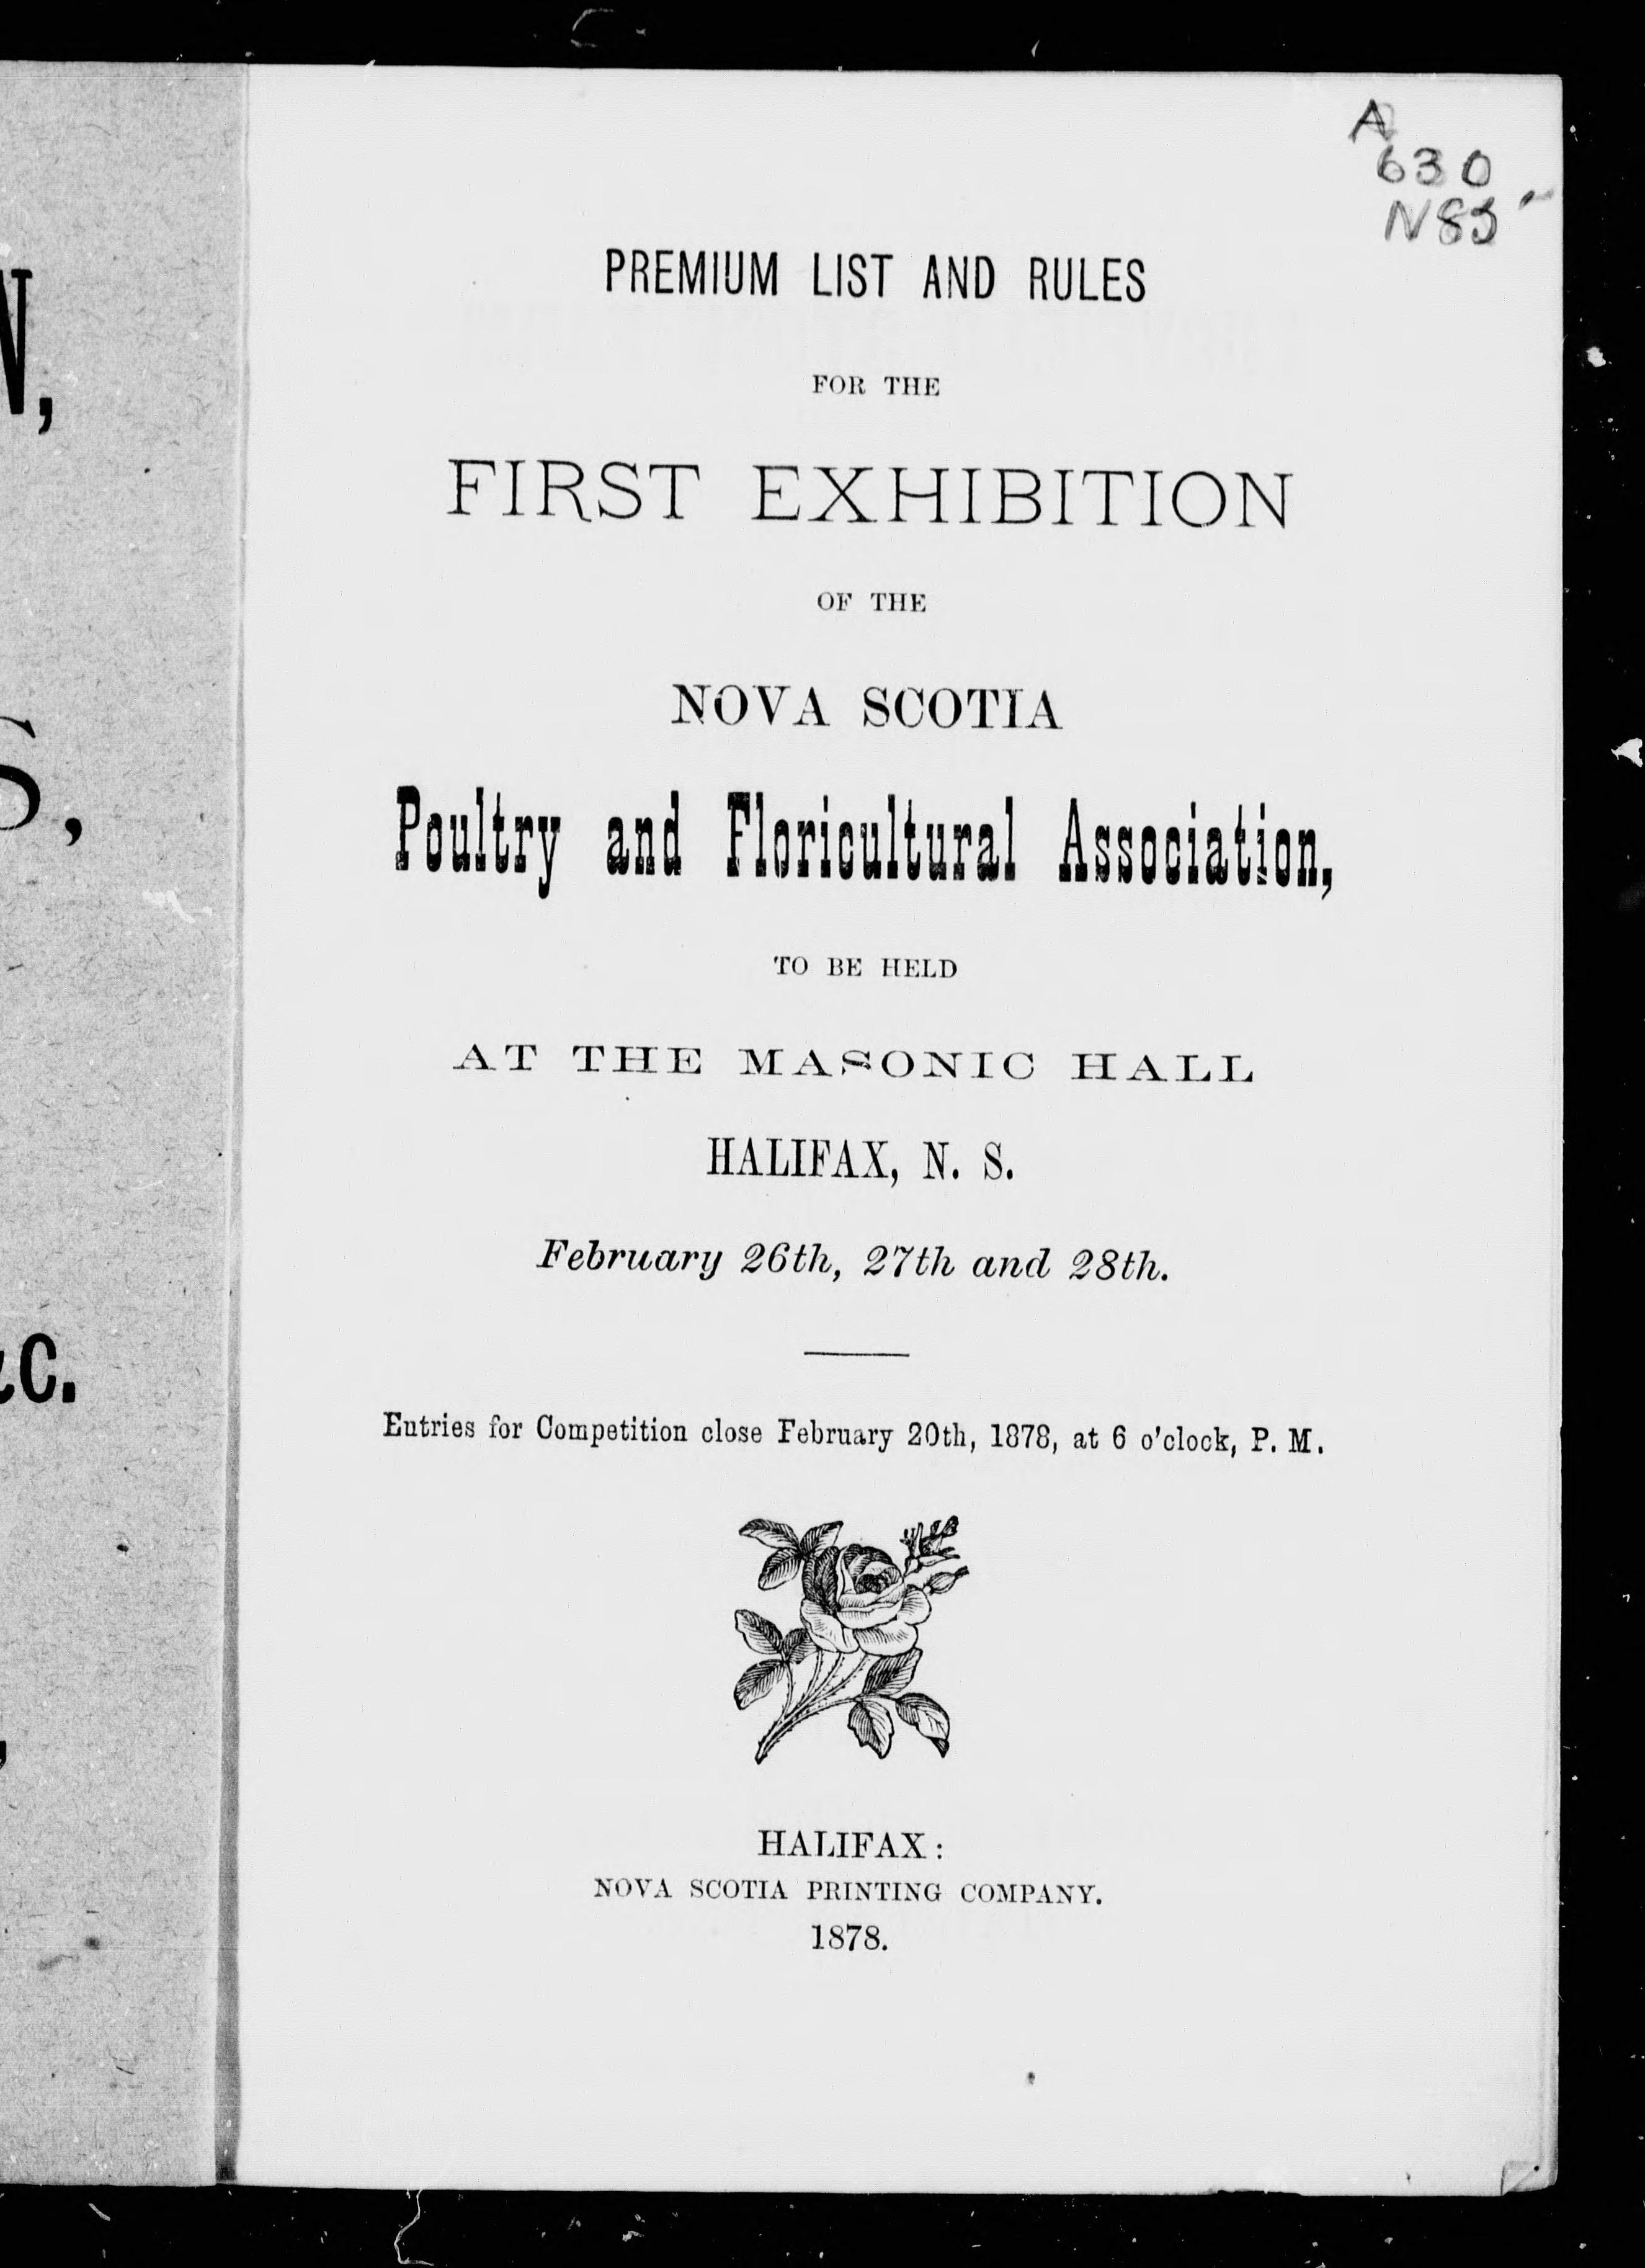 A
630
N85
PREMIUM LIST AND RULES
FOR THE
FIRST EXHIBITION
OF THE
NOVA SCOTIA
Poultry and Floricultural Association,
TO BE HELD
AT THE MASONIC HALL
HALIFAX, N. S.
February 26th, 27th and 28th.
Entries for Competition close February 20th, 1878, at 6 o'clock, P. M.
HALIFAX:
NOVA SCOTIA PRINTING COMPANY.
1878.
N,
S,
&c.